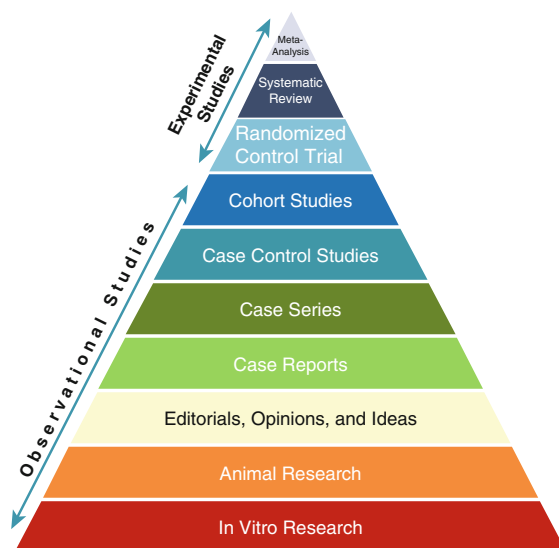 Meta-
Analysis
Systematic
Review
Randomized
Control Trial
Cohort Studies
Case Control Studies
Case Series
Case Reports
Editorials, Opinions, and Ideas
Animal Research
In Vitro Research
Experimental
Studies
Observational Studies